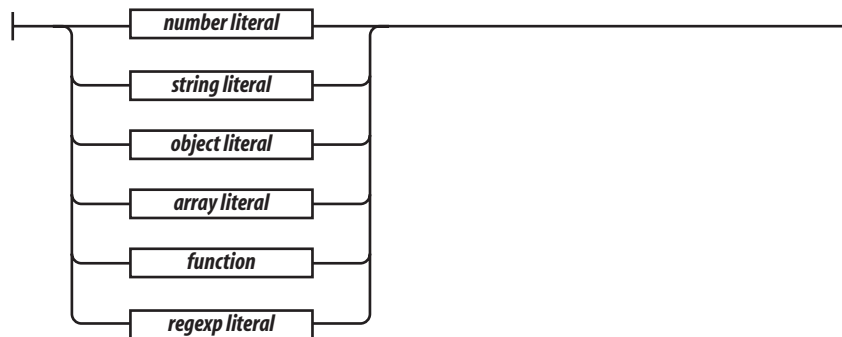 number literal
string literal
object literal
array literal
function
regexp literal